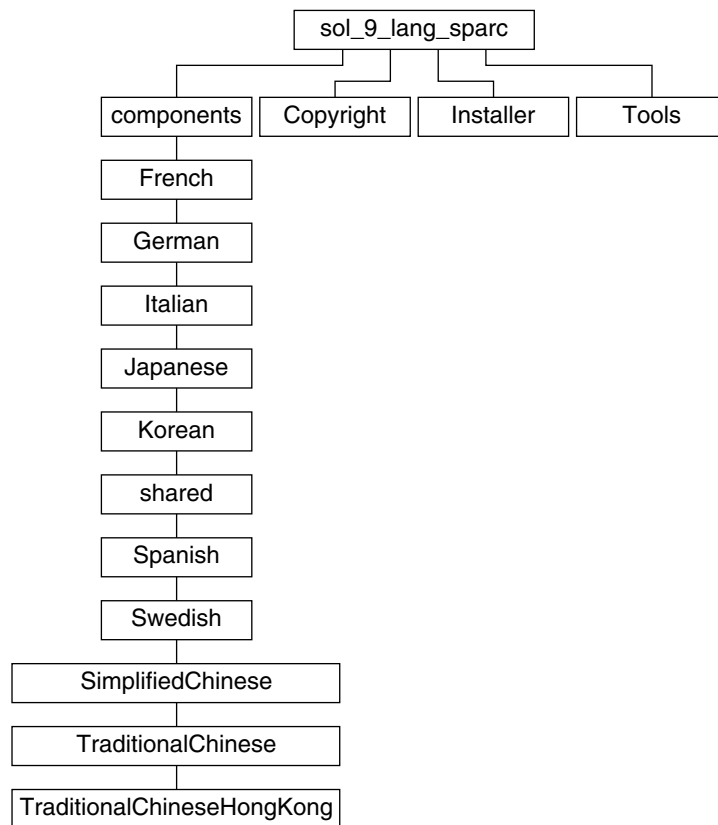 sol_9_lang_sparc
components
Copyright
Installer
Tools
French
German
Italian
Japanese
Korean
shared
Spanish
Swedish
SimplifiedChinese
TraditionalChinese
TraditionalChineseHongKong